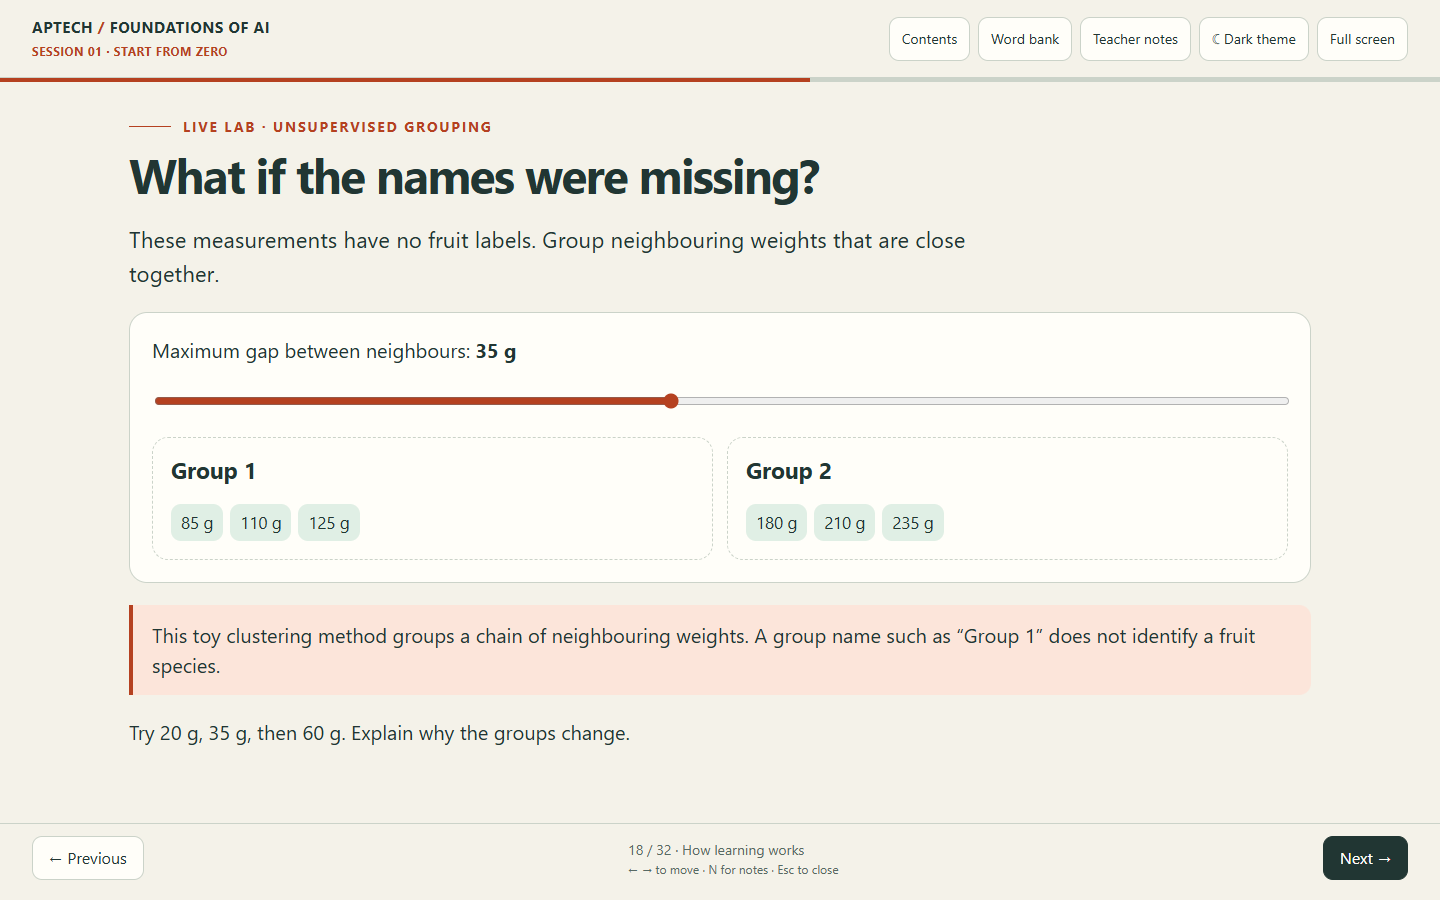 APTECH / FOUNDATIONS OF AI
SESSION 01 · START FROM ZERO
Contents
Word bank
Teacher notes
☾ Dark theme
Full screen
LIVE LAB · UNSUPERVISED GROUPING
What if the names were missing?
These measurements have no fruit labels. Group neighbouring weights that are close
together.
Maximum gap between neighbours: 35 g
Group 1
85 g 110 g 125 g
Group 2
180 g 210 g 235 g
This toy clustering method groups a chain of neighbouring weights. A group name such as “Group 1” does not identify a fruit
species.
Try 20 g, 35 g, then 60 g. Explain why the groups change.
← Previous
18 / 32 · How learning works
← → to move · N for notes · Esc to close
Next →